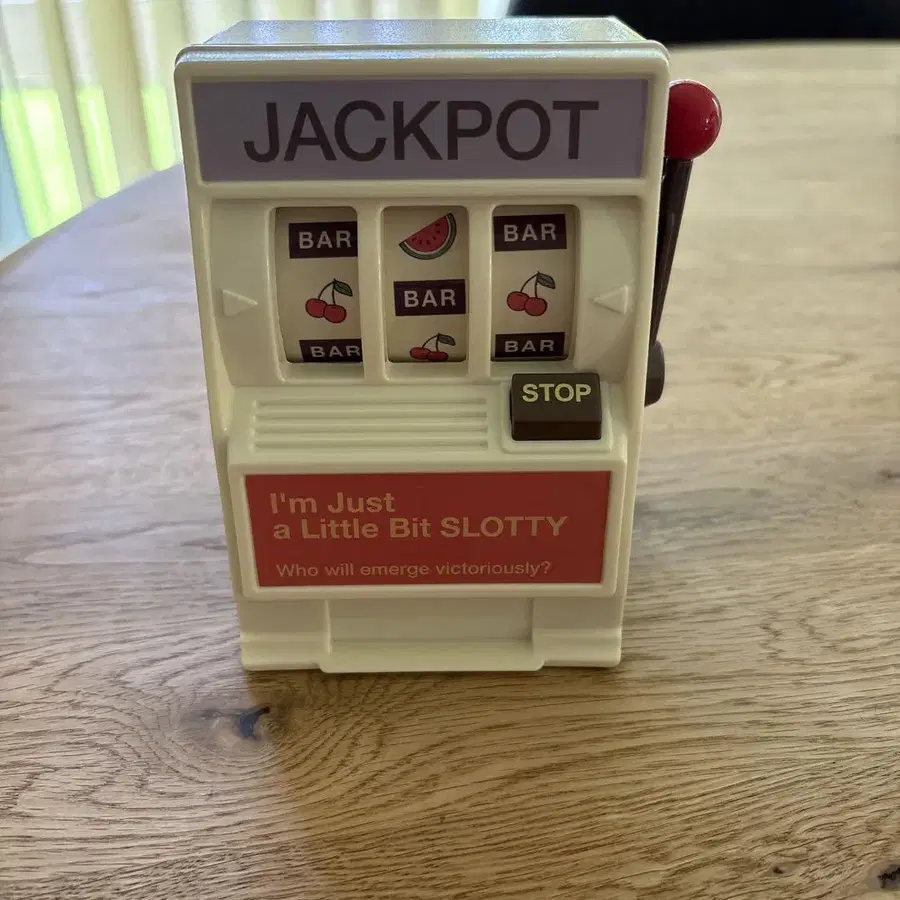 JACKPOT
BAR BAR
BAR
BAR BAR
STOP
I'm Just
a Little Bit SLOTTY
Who will emerge victoriously?